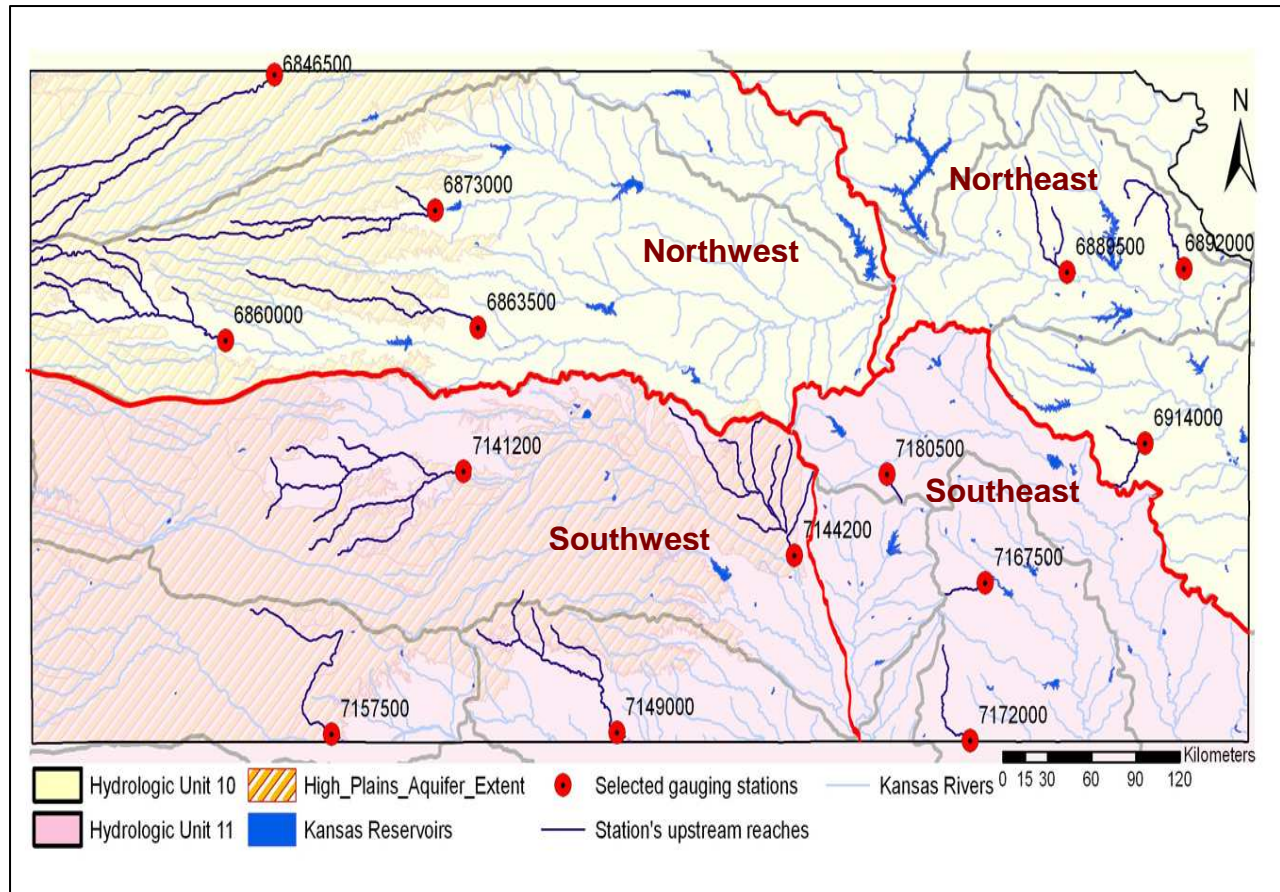 6846500
N
Northeast
6873000
6889500
6892000
Northwest
6863500
6860000
6914000
7141200
7180500
Southeast
Southwest
7144200
7167500
7157500
7149000
7172000
Kilometers
0 15 30 60 90 120
Hydrologic Unit 10 High_Plains_Aquifer_Extent Selected gauging stations Kansas Rivers
Hydrologic Unit 11 Kansas Reservoirs Station's upstream reaches